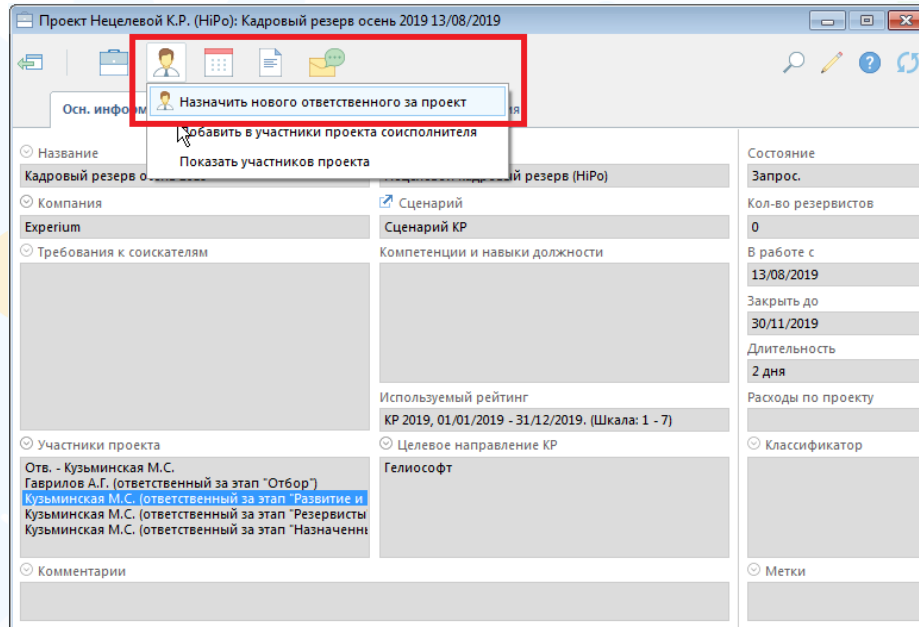 Проект Нецелевой К.Р. (HiPo): Кадровый резерв осень 2019 13/08/2019
Назначить нового ответственного за проект
Добавить в участники проекта соисполнителя
Показать участников проекта
Осн. информ
ия
Название
Кадровый резерв о
кадровый резерв (HiPo)
Состояние
Запрос.
Компания
Experium
Сценарий
Сценарий КР
Кол-во резервистов
0
Требования к соискателям
Компетенции и навыки должности
В работе с
13/08/2019
Закрыть до
30/11/2019
Длительность
2 дня
Используемый рейтинг
КР 2019, 01/01/2019 - 31/12/2019. (Шкала: 1 - 7)
Расходы по проекту
Участники проекта
Отв. - Кузьминская М.С.
Гаврилов А.Г. (ответственный за этап "Отбор")
Кузьминская М.С. (ответственный за этап "Развитие и
Кузьминская М.С. (ответственный за этап "Резервисты
Кузьминская М.С. (ответственный за этап "Назначенн
Целевое направление КР
Гелиософт
Классификатор
Комментарии
Метки